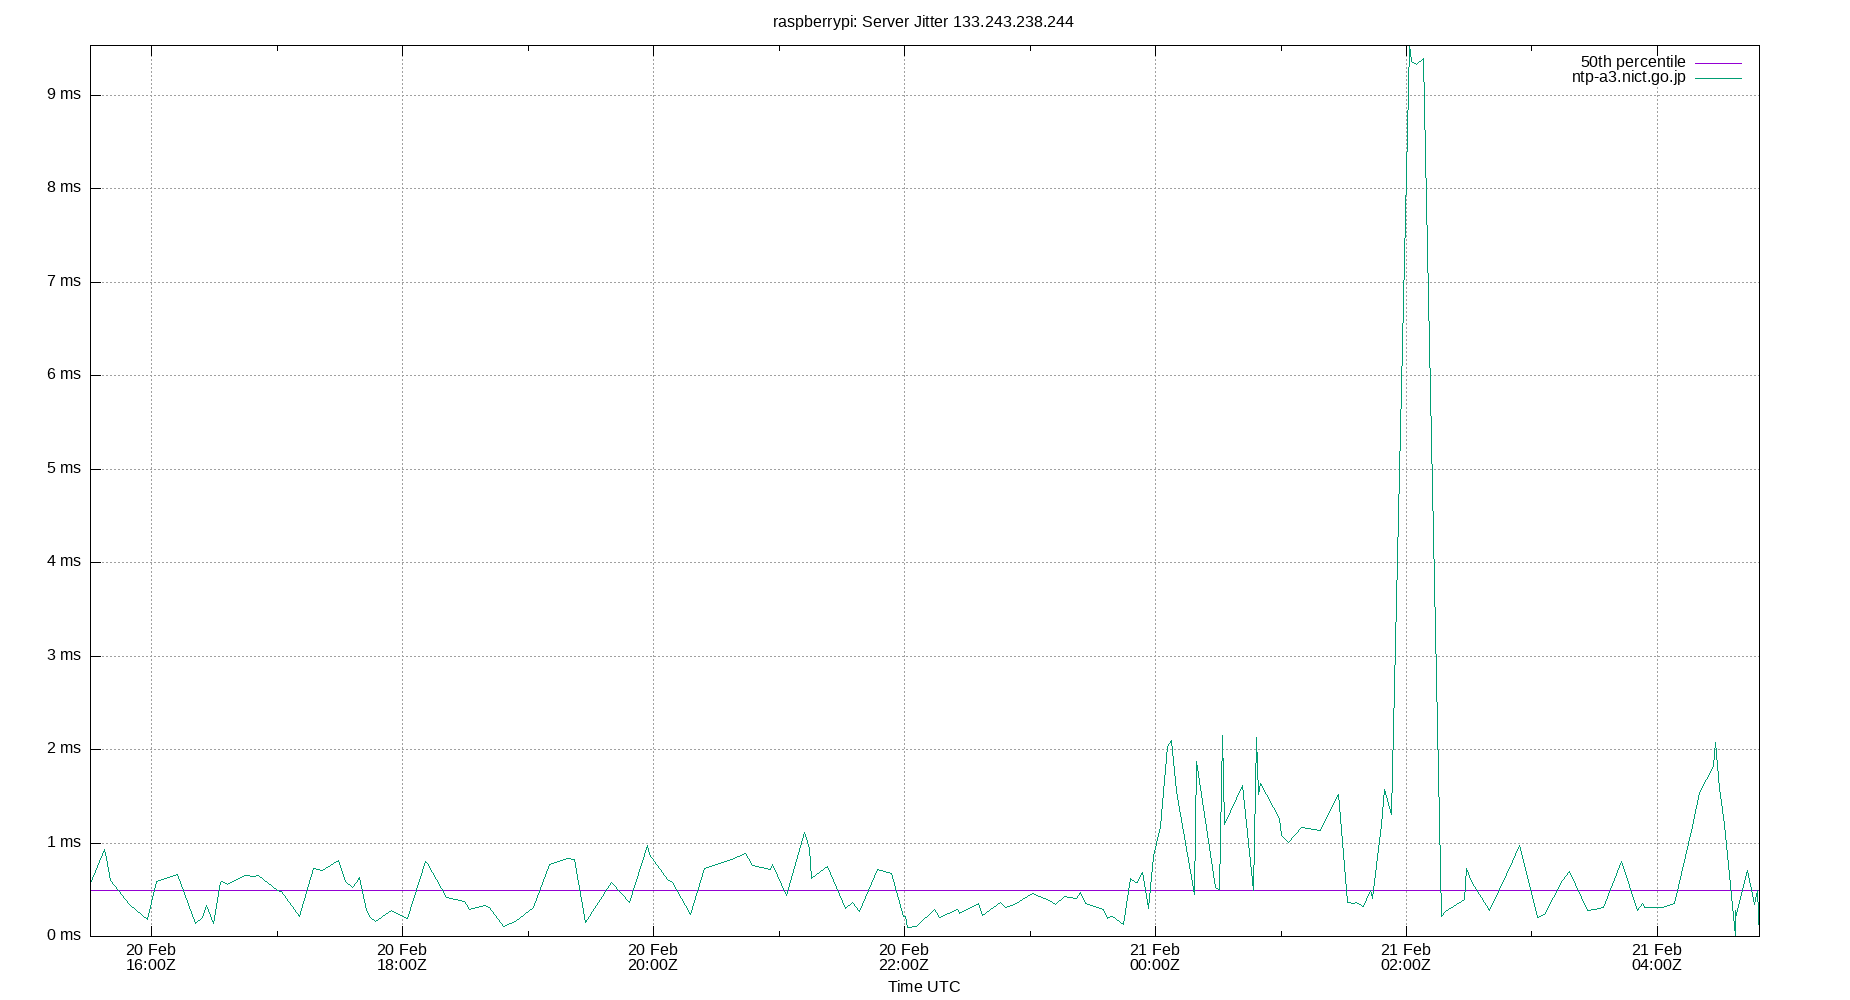 raspberrypi: Server Jitter 133.243.238.244
50th percentile
ntp-a3.nict.go.jp
9 ms
8 ms
7 ms
6 ms
5 ms
4 ms
3 ms
2 ms
1 ms
0 ms
20 Feb 20 Feb 20 Feb 20 Feb 21 Feb 21 Feb 21 Feb
16:00Z 18:00Z 20:00Z 22:00Z 00:00Z 02:00Z 04:00Z
Time UTC